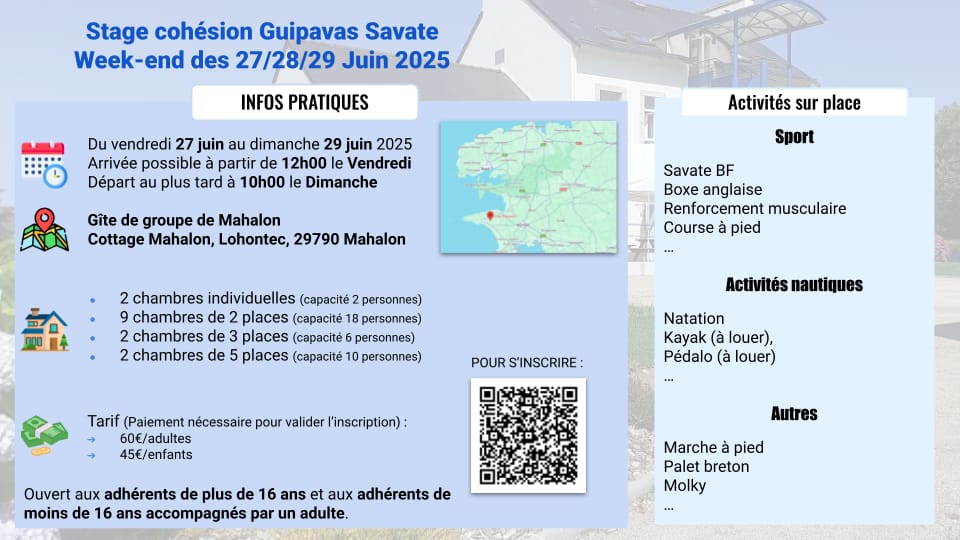 Stage cohésion Guipavas Savate
Week-end des 27/28/29 Juin 2025
INFOS PRATIQUES
Du vendredi 27 juin au dimanche 29 juin 2025
Arrivée possible à partir de 12h00 le Vendredi
Départ au plus tard à 10h00 le Dimanche
Gîte de groupe de Mahalon
Cottage Mahalon, Lohontec, 29790 Mahalon
2 chambres individuelles (capacité 2 personnes)
9 chambres de 2 places (capacité 18 personnes)
2 chambres de 3 places (capacité 6 personnes)
2 chambres de 5 places (capacité 10 personnes)
POUR S’INSCRIRE :
Tarif (Paiement nécessaire pour valider l’inscription) :
60€/adultes
45€/enfants
Ouvert aux adhérents de plus de 16 ans et aux adhérents de
moins de 16 ans accompagnés par un adulte.
Activités sur place
Sport
Savate BF
Boxe anglaise
Renforcement musculaire
Course à pied
...
Activités nautiques
Natation
Kayak (à louer),
Pédalo (à louer)
...
Autres
Marche à pied
Palet breton
Molky
...